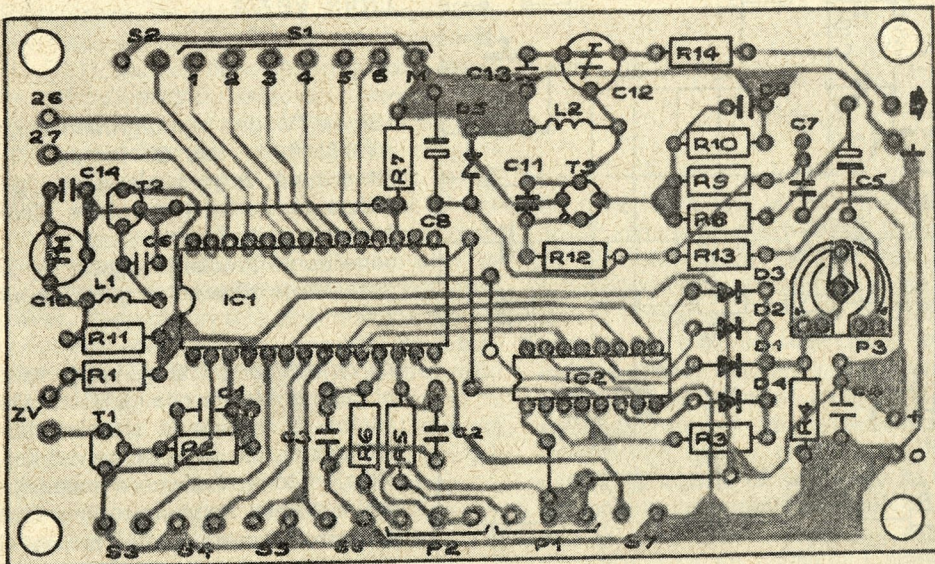 S2 S1
1 2 3 4 5 6 M
C13
R14
C12
26
27
D5
L2
C7
R10
R7
R9
C11
T3
C14
T2
C5
R8
C8
C6
R12
R13
IC1
D3
C10
L1
D2
R11
P3
D1
IC2
R1
D4
ZV
T1
R2
C3
R6
R5
C2
R3
R4
+
0
S3 S4 S5 S6 P2 P1 S7